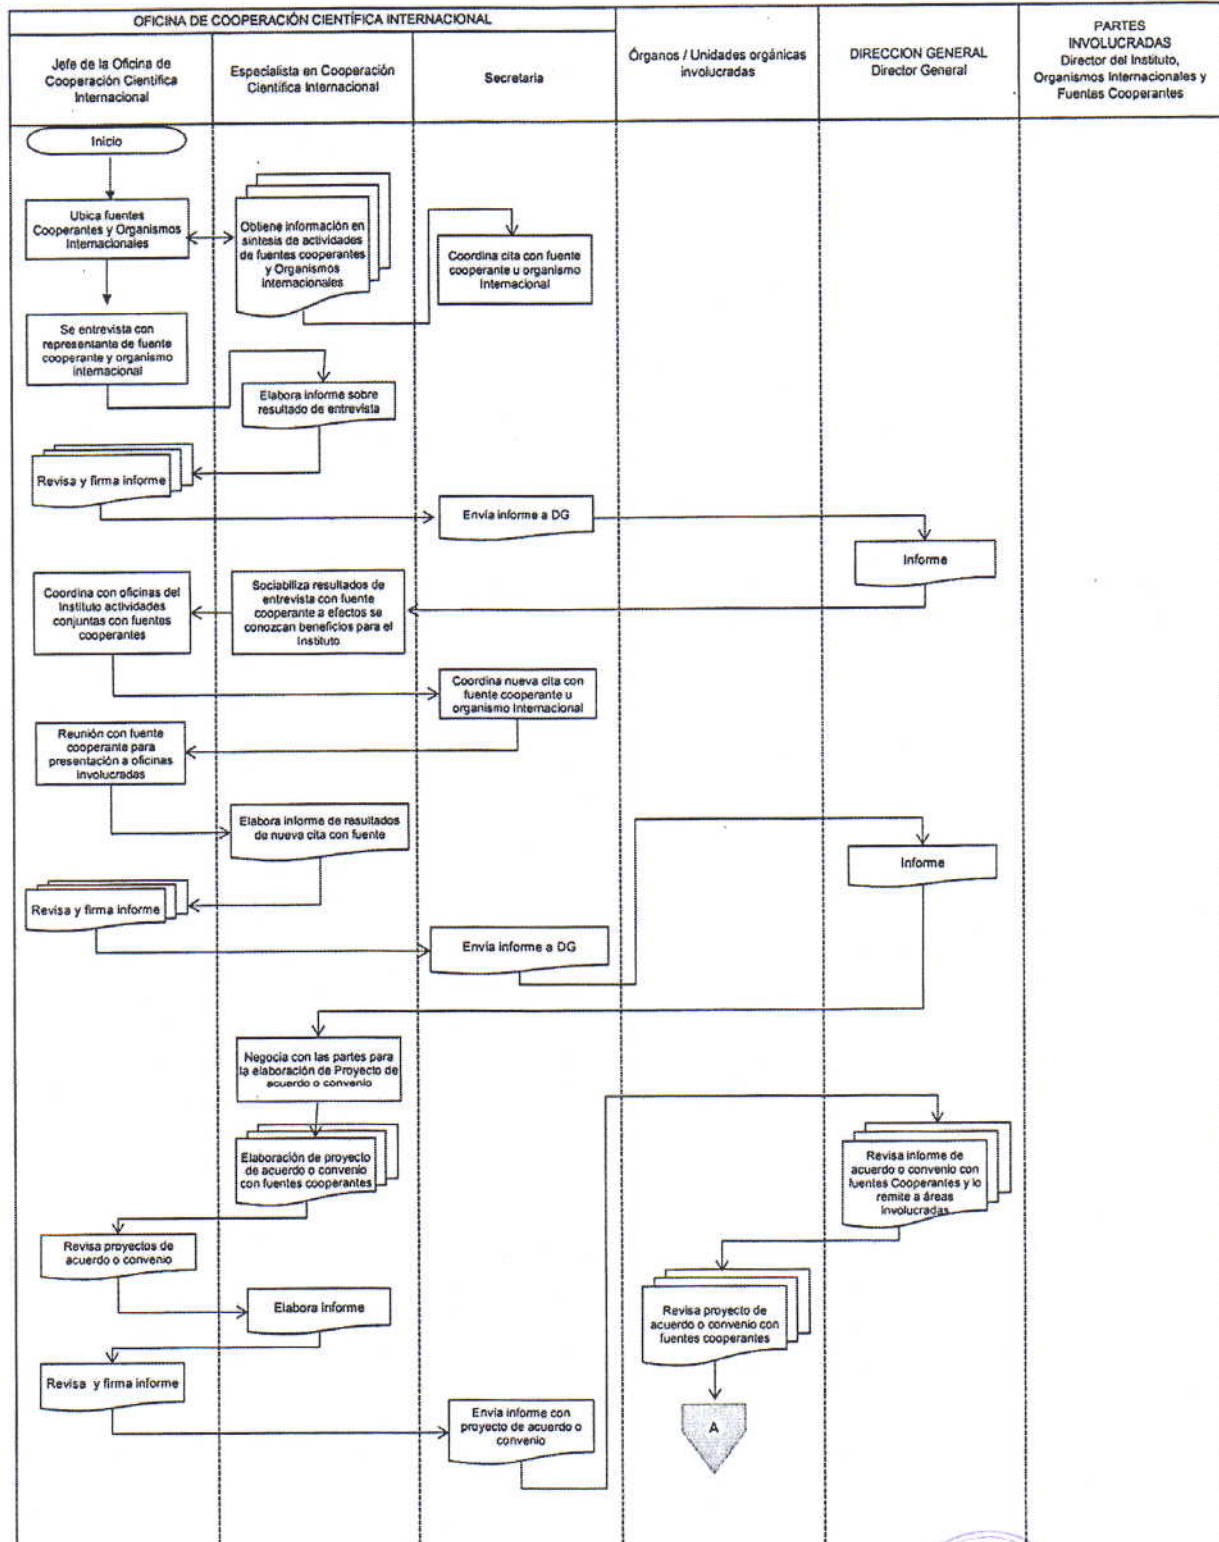 OFICINA DE COOPERACIÓN CIENTÍFICA INTERNACIONAL
Jefe de la Oficina de
Cooperación Científica
Internacional
Especialista en Cooperación
Científica Internacional
Secretaria
Órganos / Unidades orgánicas
involucradas
DIRECCION GENERAL
Director General
PARTES
INVOLUCRADAS
Director del Instituto,
Organismos Internacionales y
Fuentes Cooperantes
Inicio
Ubica fuentes
Cooperantes y Organismos
Internacionales
Obtiene información en
síntesis de actividades
de fuentes cooperantes
y Organismos
Internacionales
Coordina cita con fuente
cooperante u organismo
Internacional
Se entrevista con
representante de fuente
cooperante y organismo
internacional
Elabora informe sobre
resultado de entrevista
Revisa y firma informe
Envía informe a DG
Informe
Sociabiliza resultados de
entrevista con fuente
cooperante a efectos se
conozcan beneficios para el
Instituto
Coordina con oficinas del
Instituto actividades
conjuntas con fuentes
cooperantes
Coordina nueva cita con
fuente cooperante u
organismo Internacional
Reunión con fuente
cooperante para
presentación a oficinas
involucradas
Elabora informe de resultados
de nueva cita con fuente
Revisa y firma informe
Envía informe a DG
Informe
Negocia con las partes para
la elaboración de Proyecto de
acuerdo o convenio
Elaboración de proyecto
de acuerdo o convenio
con fuentes cooperantes
Revisa proyectos de
acuerdo o convenio
Elabora informe
Revisa y firma informe
Envía informe con
proyecto de acuerdo o
convenio
Revisa informe de
acuerdo o convenio con
fuentes Cooperantes y lo
remite a áreas
involucradas
Revisa proyecto de
acuerdo o convenio con
fuentes cooperantes
A